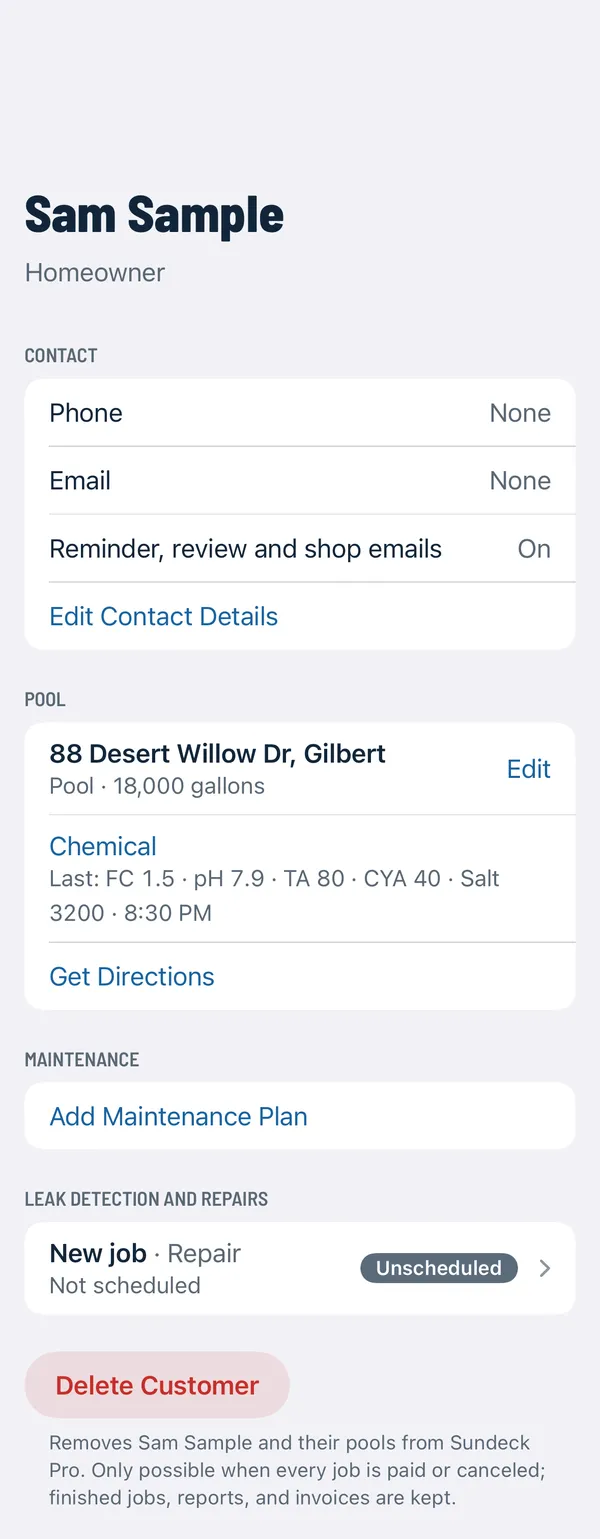 Sam Sample
Homeowner
CONTACT
Phone None
Email None
Reminder, review and shop emails On
Edit Contact Details
POOL
88 Desert Willow Dr, Gilbert
Pool · 18,000 gallons
Edit
Chemical
Last: FC 1.5 · pH 7.9 · TA 80 · CYA 40 · Salt
3200 · 8:30 PM
Get Directions
MAINTENANCE
Add Maintenance Plan
LEAK DETECTION AND REPAIRS
New job · Repair
Not scheduled
Unscheduled
Delete Customer
Removes Sam Sample and their pools from Sundeck
Pro. Only possible when every job is paid or canceled;
finished jobs, reports, and invoices are kept.